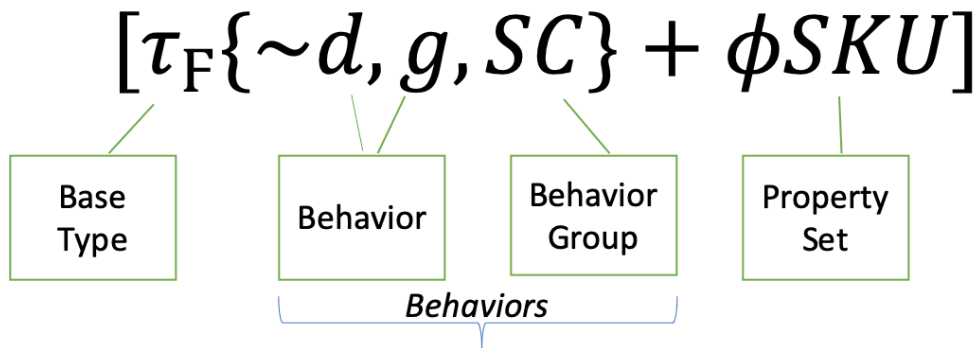 [τF{~d, g, SC} + ϕSKU]
Base Type
Behavior
Behavior Group
Property Set
Behaviors